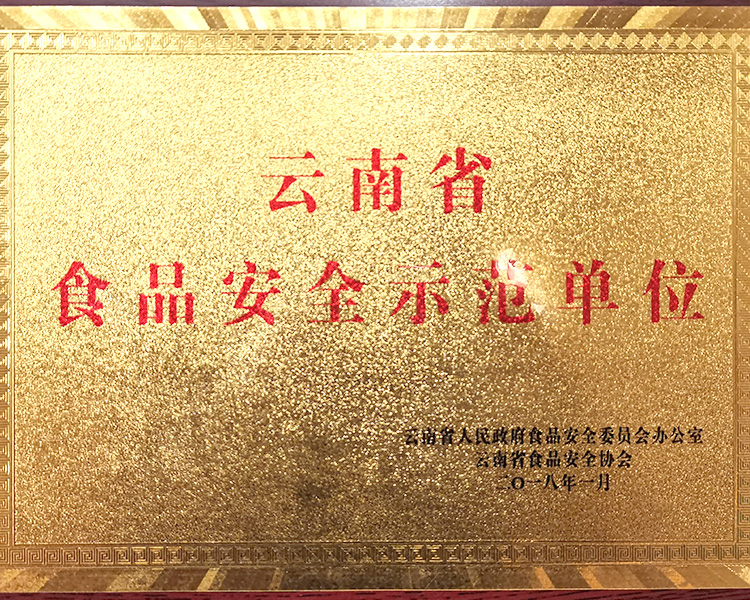 云南省
食品安全示范单位
云南省人民政府食品安全委员会办公室
云南省食品安全协会
二〇一八年一月